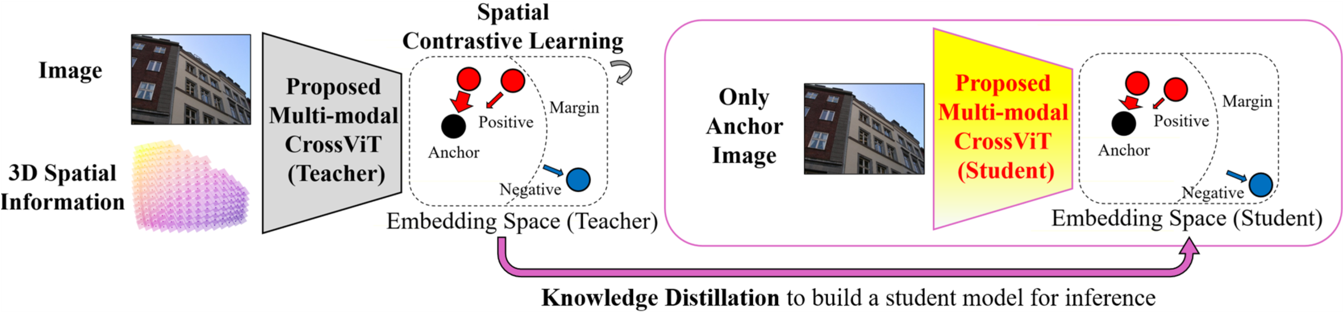 Image
3D Spatial
Information
Proposed
Multi-modal
CrossViT
(Teacher)
Spatial
Contrastive Learning
Margin
Positive
Anchor
Negative
Embedding Space (Teacher)
Only
Anchor
Image
Proposed
Multi-modal
CrossViT
(Student)
Margin
Positive
Anchor
Negative
Embedding Space (Student)
Knowledge Distillation to build a student model for inference